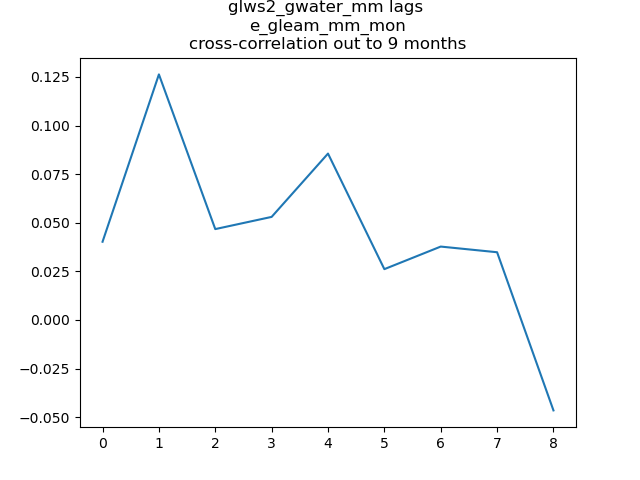 glws2_gwater_mm lags
e_gleam_mm_mon
cross-correlation out to 9 months
0.125
0.100
0.075
0.050
0.025
0.000
−0.025
−0.050
0 1 2 3 4 5 6 7 8